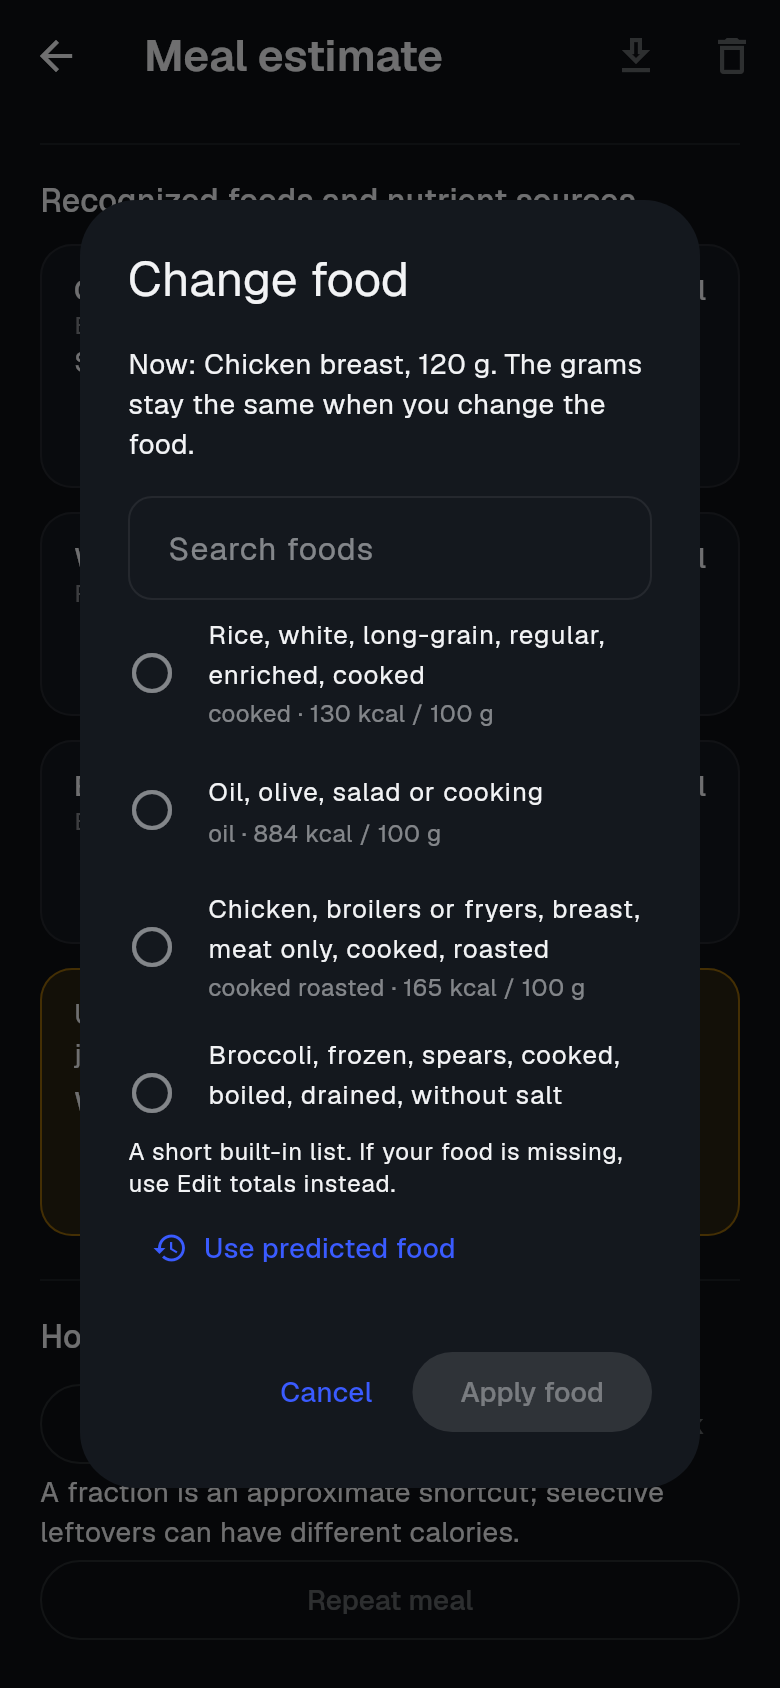 Meal estimate
Recognized foods and nutrient sources
Change food
Now: Chicken breast, 120 g. The grams
stay the same when you change the
food.
Search foods
Rice, white, long-grain, regular,
enriched, cooked
cooked · 130 kcal / 100 g
Oil, olive, salad or cooking
oil · 884 kcal / 100 g
Chicken, broilers or fryers, breast,
meat only, cooked, roasted
cooked roasted · 165 kcal / 100 g
Broccoli, frozen, spears, cooked,
boiled, drained, without salt
A short built-in list. If your food is missing,
use Edit totals instead.
Use predicted food
Cancel
Apply food
A fraction is an approximate shortcut; selective
leftovers can have different calories.
Repeat meal